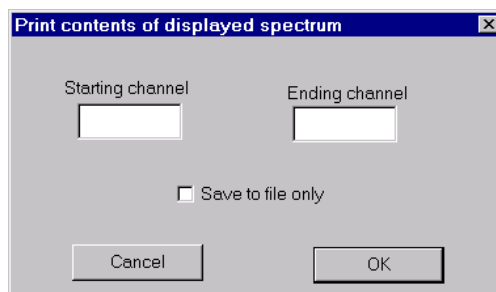 Print contents of displayed spectrum
Starting channel
Ending channel
Save to file only
Cancel
OK